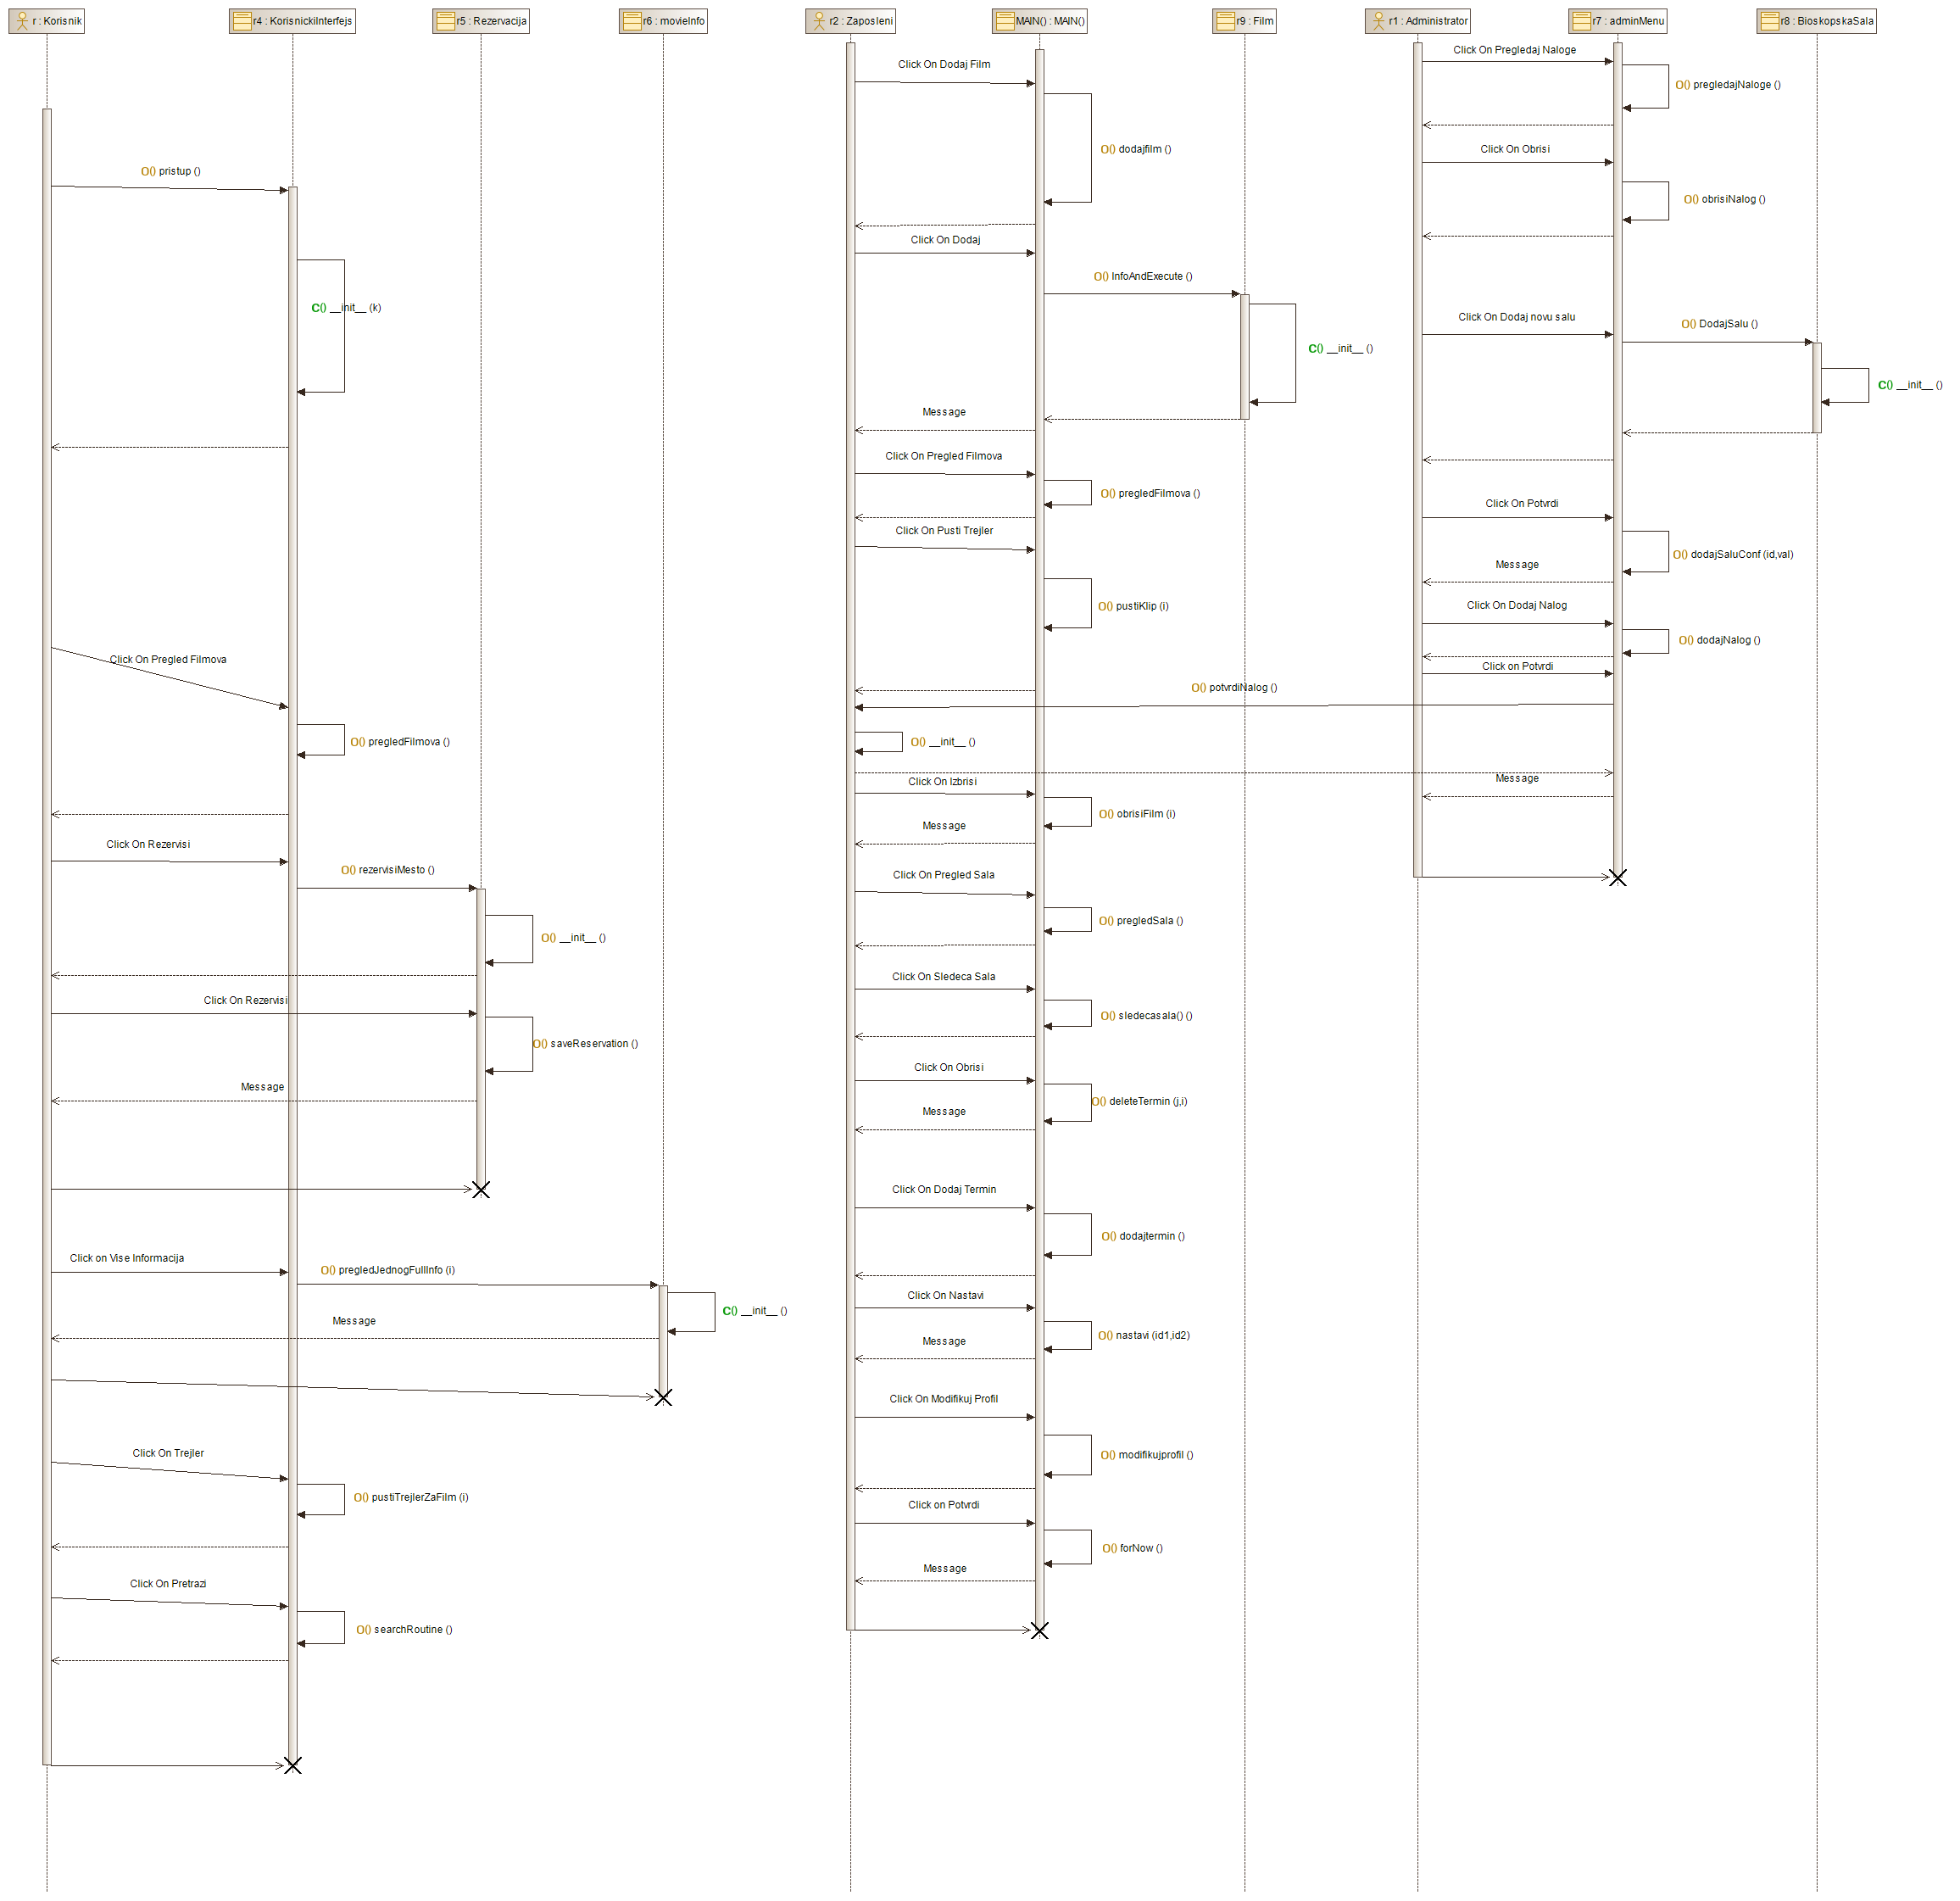 r : Korisnik
r4 : KorisnickiInterfejs
r5 : Rezervacija
r6 : movieInfo
r2 : Zaposleni
MAIN() : MAIN()
r9 : Film
r1 : Administrator
r7 : adminMenu
r8 : BioskopskaSala
O() pristup ()
C() __init__ (k)
Click On Pregled Filmova
O() pregledFilmova ()
Click On Rezervisi
O() rezervisiMesto ()
O() __init__ ()
Click On Rezervisi
O() saveReservation ()
Message
Click on Vise Informacija
O() pregledJednogFullInfo (i)
C() __init__ ()
Message
Click On Trejler
O() pustiTrejlerZaFilm (i)
Click On Pretrazi
O() searchRoutine ()
Click On Dodaj Film
O() dodajfilm ()
Click On Dodaj
O() InfoAndExecute ()
C() __init__ ()
Message
Click On Pregled Filmova
O() pregledFilmova ()
Click On Pusti Trejler
O() pustiKlip (i)
O() potvrdiNalog ()
O() __init__ ()
Click On Izbrisi
O() obrisiFilm (i)
Message
Click On Pregled Sala
O() pregledSala ()
Click On Sledeca Sala
O() sledecasala() ()
Click On Obrisi
O() deleteTermin (j,i)
Message
Click On Dodaj Termin
O() dodajtermin ()
Click On Nastavi
O() nastavi (id1,id2)
Message
Click On Modifikuj Profil
O() modifikujprofil ()
Click on Potvrdi
O() forNow ()
Message
Click On Pregledaj Naloge
O() pregledajNaloge ()
Click On Obrisi
O() obrisiNalog ()
Click On Dodaj novu salu
O() DodajSalu ()
C() __init__ ()
Click On Potvrdi
O() dodajSaluConf (id,val)
Message
Click On Dodaj Nalog
O() dodajNalog ()
Click on Potvrdi
Message